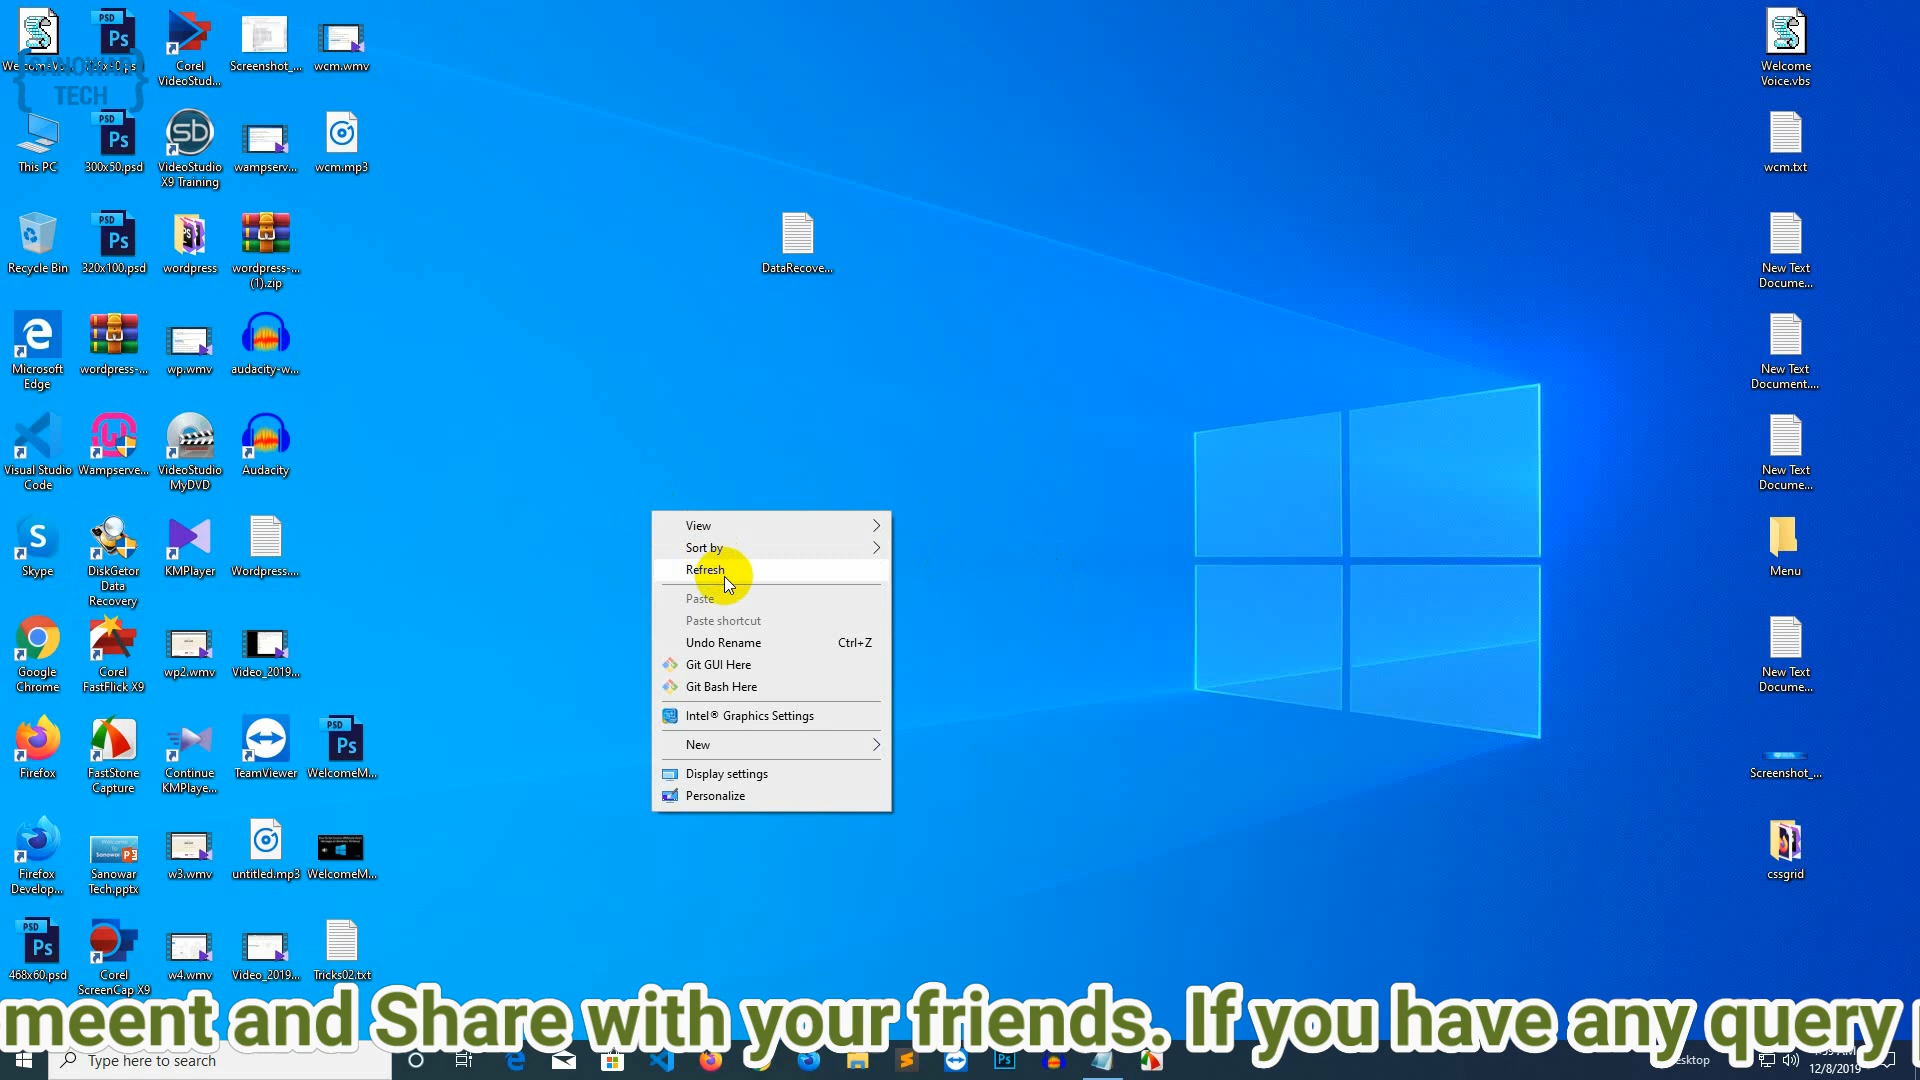 SANOWAR
TECH
This PC
Recycle Bin
Microsoft
Edge
Visual Studio
Code
Skype
Google
Chrome
Firefox
Firefox
Develop...
468x60.psd
300x50.psd
320x100.psd
wordpress-...
Wampserve...
DiskGetor
Data
Recovery
Corel
FastFlick X9
FastStone
Capture
Sanowar
Tech.pptx
Corel
ScreenCap X9
Corel
VideoStud...
VideoStudio
X9 Training
wordpress
wp.wmv
VideoStudio
MyDVD
KMPlayer
wp2.wmv
Continue
KMPlaye...
w3.wmv
w4.wmv
Screenshot_...
wampserv...
wordpress-...
(1).zip
audacity-w...
Audacity
Wordpress....
Video_2019...
TeamViewer
untitled.mp3
Video_2019...
wcm.wmv
wcm.mp3
WelcomeM...
WelcomeM...
Tricks02.txt
DataRecove...
View
Sort by
Refresh
Paste
Paste shortcut
Undo Rename Ctrl+Z
Git GUI Here
Git Bash Here
Intel® Graphics Settings
New
Display settings
Personalize
Welcome
Voice.vbs
wcm.txt
New Text
Docume...
New Text
Document....
New Text
Docume...
Menu
New Text
Docume...
Screenshot_...
cssgrid
meent and Share with your friends. If you have any query
Type here to search
12/8/2019